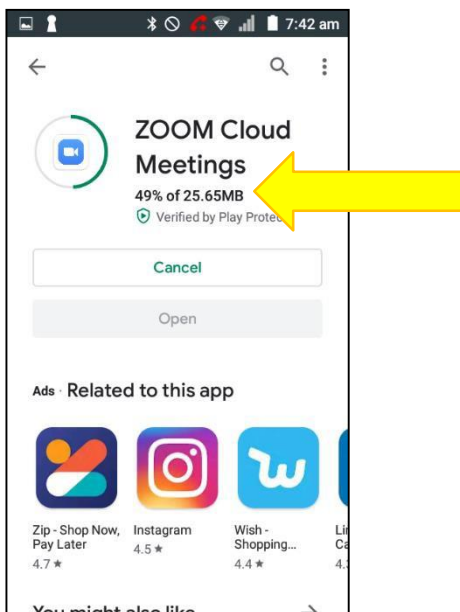 7:42 am
ZOOM Cloud
Meetings
49% of 25.65MB
Verified by Play
Cancel
Open
Ads · Related to this app
Zip - Shop Now,
Pay Later
4.7 ★
Instagram
4.5 ★
Wish -
Shopping...
4.4 ★
You might also like